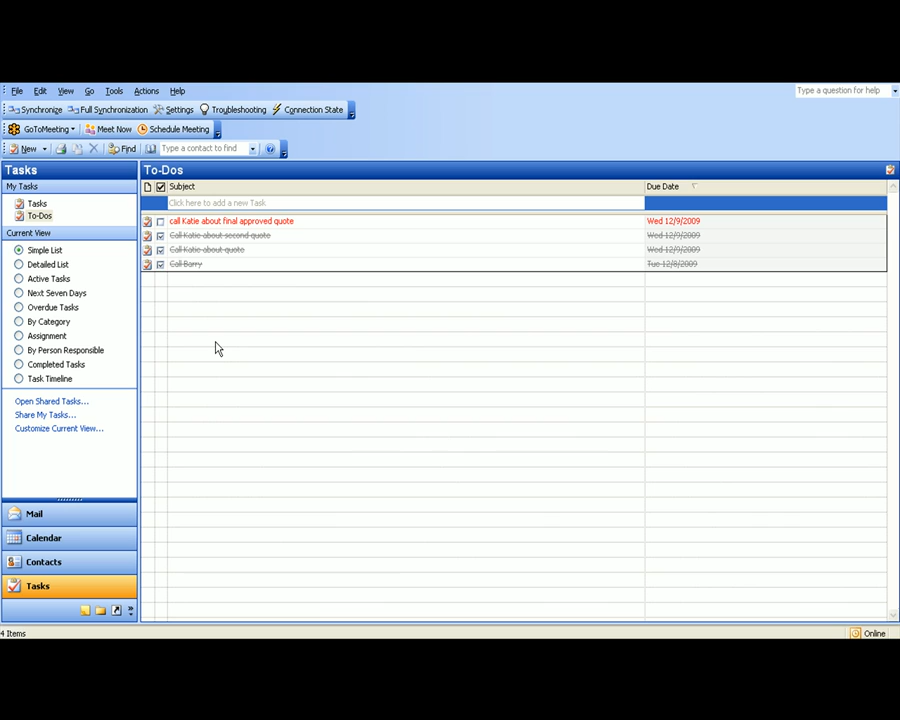 File Edit View Go Tools Actions Help Type a question for help
Synchronize Full Synchronization Settings Troubleshooting Connection State
GoToMeeting Meet Now Schedule Meeting
New Find Type a contact to find
Tasks
My Tasks
Tasks
To-Dos
Current View
Simple List
Detailed List
Active Tasks
Next Seven Days
Overdue Tasks
By Category
Assignment
By Person Responsible
Completed Tasks
Task Timeline
Open Shared Tasks...
Share My Tasks...
Customize Current View...
Mail
Calendar
Contacts
Tasks
To-Dos
Subject Due Date
Click here to add a new Task
call Katie about final approved quote Wed 12/9/2009
Call Katie about second quote Wed 12/9/2009
Call Katie about quote Wed 12/9/2009
Call Barry Tue 12/8/2009
4 Items Online